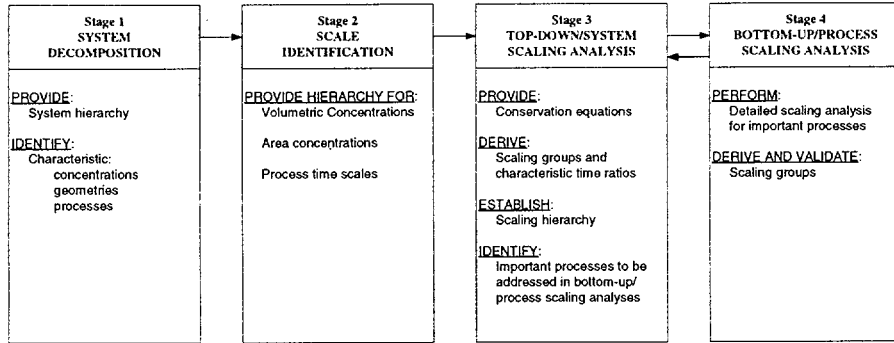 Stage 1
SYSTEM
DECOMPOSITION
PROVIDE:
System hierarchy
IDENTIFY:
Characteristic:
concentrations
geometries
processes
Stage 2
SCALE
IDENTIFICATION
PROVIDE HIERARCHY FOR:
Volumetric Concentrations
Area concentrations
Process time scales
Stage 3
TOP-DOWN/SYSTEM
SCALING ANALYSIS
PROVIDE:
Conservation equations
DERIVE:
Scaling groups and
characteristic time ratios
ESTABLISH:
Scaling hierarchy
IDENTIFY:
Important processes to be
addressed in bottom-up/
process scaling analyses
Stage 4
BOTTOM-UP/PROCESS
SCALING ANALYSIS
PERFORM:
Detailed scaling analysis
for important processes
DERIVE AND VALIDATE:
Scaling groups